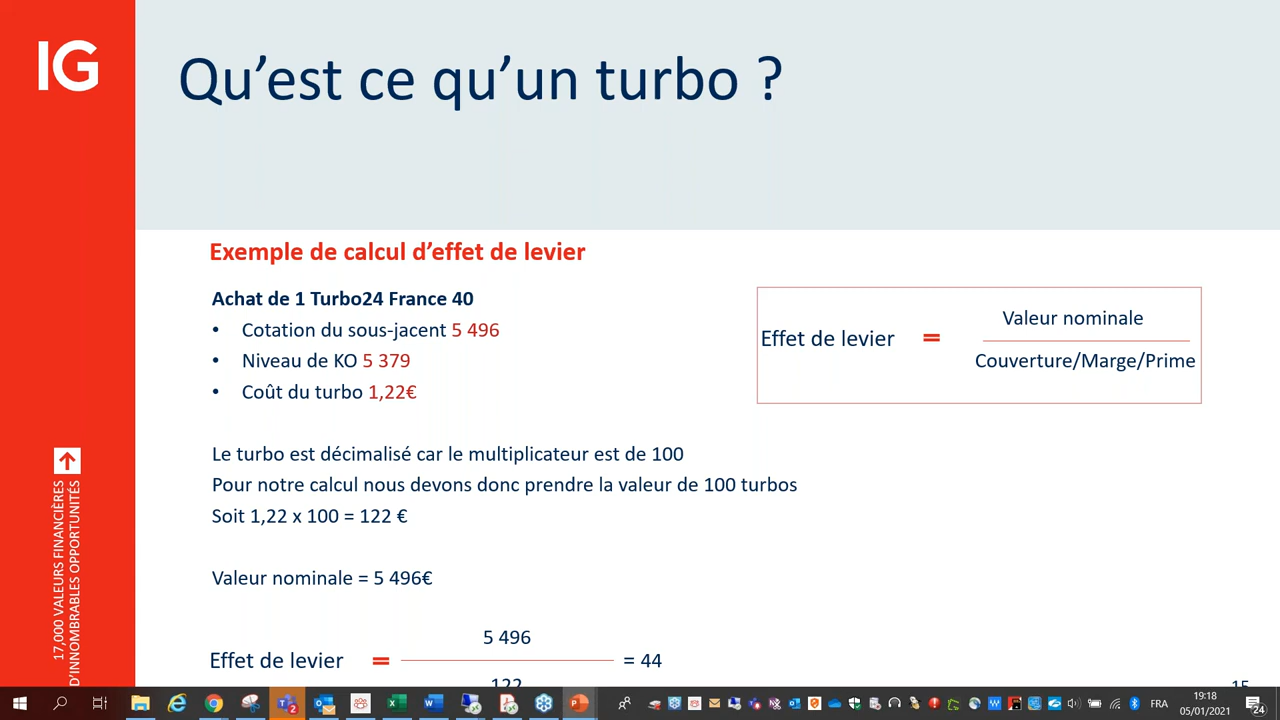 IG
Qu’est ce qu’un turbo ?
Exemple de calcul d’effet de levier
Achat de 1 Turbo24 France 40
• Cotation du sous-jacent 5 496
• Niveau de KO 5 379
• Coût du turbo 1,22€
Effet de levier = Valeur nominale
Couverture/Marge/Prime
Le turbo est décimalisé car le multiplicateur est de 100
Pour notre calcul nous devons donc prendre la valeur de 100 turbos
Soit 1,22 x 100 = 122 €
Valeur nominale = 5 496€
5 496
Effet de levier = = 44
122
15
17,000 VALEURS FINANCIÈRES
D’INNOMBRABLES OPPORTUNITÉS
FRA
19:18
05/01/2021
24